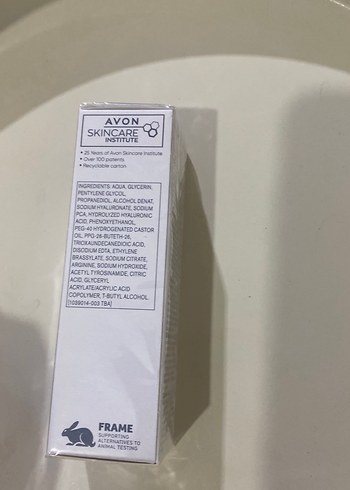 AVON
SKINCARE
INSTITUTE
• 25 Years of Avon Skincare Institute
• Over 100 patents
• Recyclable carton
INGREDIENTS: AQUA, GLYCERIN,
PENTYLENE GLYCOL,
PROPANEDIOL, ALCOHOL DENAT,
SODIUM HYALURONATE, SODIUM
PCA, HYDROLYZED HYALURONIC
ACID, PHENOXYETHANOL,
PEG-40 HYDROGENATED CASTOR
OIL, PPG-26-BUTETH-26,
TRICKAUNDECANEDIOIC ACID,
DISODIUM EDTA, ETHYLENE
BRASSYLATE, SODIUM CITRATE,
ARGININE, SODIUM HYDROXIDE,
ACETYL TYROSINAMIDE, CITRIC
ACID, GLYCERYL
ACRYLATE/ACRYLIC ACID
COPOLYMER, T-BUTYL ALCOHOL.
[1039014-003 TBA]
FRAME
SUPPORTING
ALTERNATIVES TO
ANIMAL TESTING